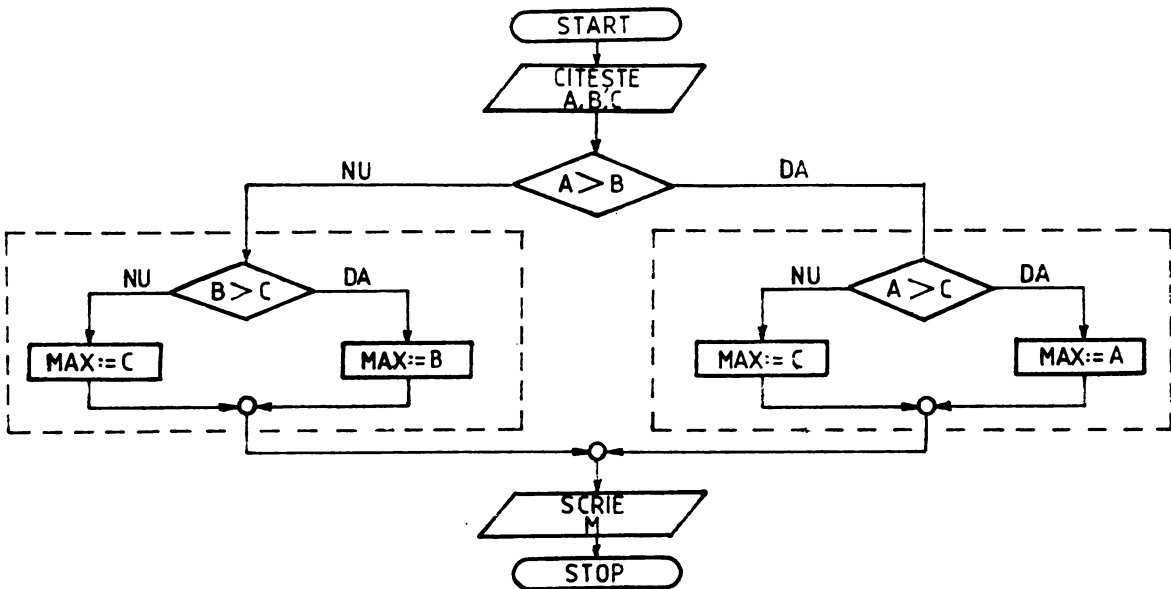 START
CITEȘTE
A,B,C
NU
A > B
DA
NU
B > C
DA
NU
A > C
DA
MAX:= C
MAX:= B
MAX:= C
MAX:= A
SCRIE
M
STOP